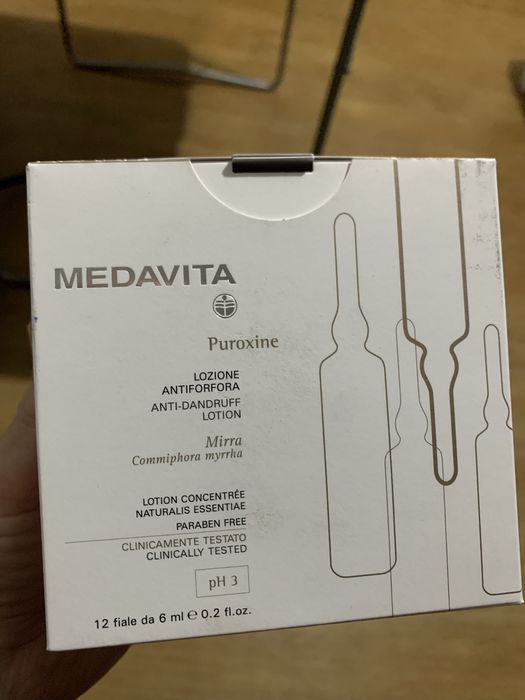 MEDAVITA
Puroxine
LOZIONE
ANTIFORFORA
ANTI-DANDRUFF
LOTION
Mirra
Commiphora myrrha
LOTION CONCENTRÉE
NATURALIS ESSENTIAE
PARABEN FREE
CLINICAMENTE TESTATO
CLINICALLY TESTED
pH 3
12 fiale da 6 ml ℮ 0.2 fl.oz.